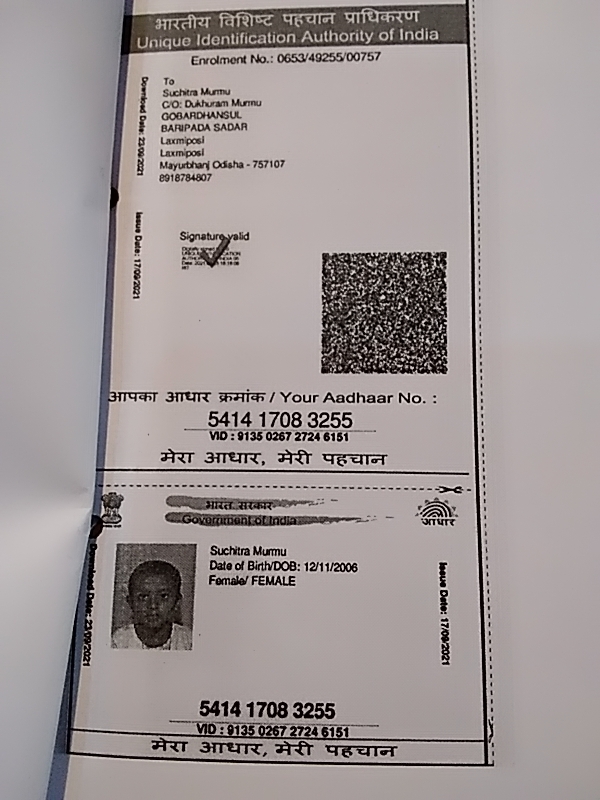 भारतीय विशिष्ट पहचान प्राधिकरण
Unique Identification Authority of India
Enrolment No.: 0653/49255/00757
To
Suchitra Murmu
C/O: Dukhuram Murmu
GOBARDHANSUL
BARIPADA SADAR
Laxmiposi
Laxmiposi
Mayurbhanj Odisha - 757107
8918784807
Download Date: 23/09/2021
Issue Date: 17/09/2021
Signature valid
आपका आधार क्रमांक / Your Aadhaar No. :
5414 1708 3255
VID : 9135 0267 2724 6151
मेरा आधार, मेरी पहचान
भारत सरकार
Government of India
आधार
Suchitra Murmu
Date of Birth/DOB: 12/11/2006
Female/ FEMALE
Download Date: 23/09/2021
Issue Date: 17/09/2021
5414 1708 3255
VID : 9135 0267 2724 6151
मेरा आधार, मेरी पहचान